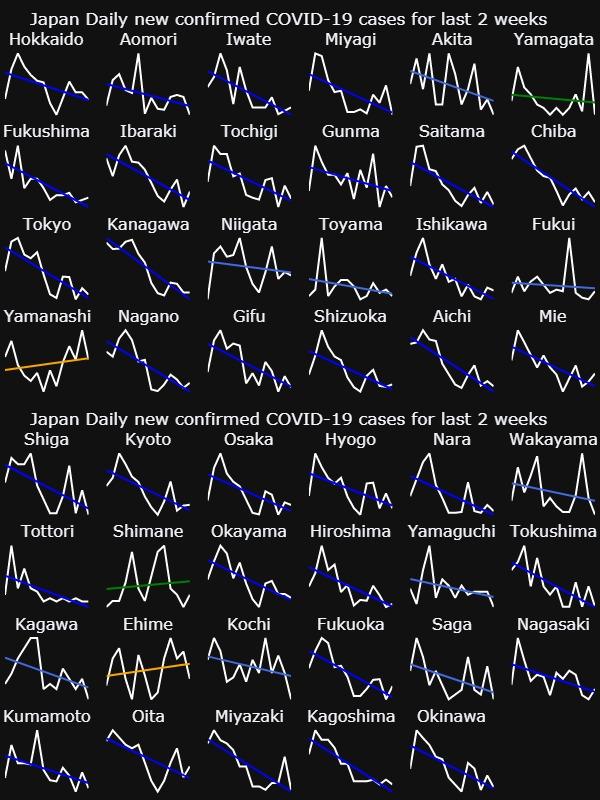 Japan Daily new confirmed COVID-19 cases for last 2 weeks
Hokkaido Aomori Iwate Miyagi Akita Yamagata
Fukushima Ibaraki Tochigi Gunma Saitama Chiba
Tokyo Kanagawa Niigata Toyama Ishikawa Fukui
Yamanashi Nagano Gifu Shizuoka Aichi Mie
Japan Daily new confirmed COVID-19 cases for last 2 weeks
Shiga Kyoto Osaka Hyogo Nara Wakayama
Tottori Shimane Okayama Hiroshima Yamaguchi Tokushima
Kagawa Ehime Kochi Fukuoka Saga Nagasaki
Kumamoto Oita Miyazaki Kagoshima Okinawa